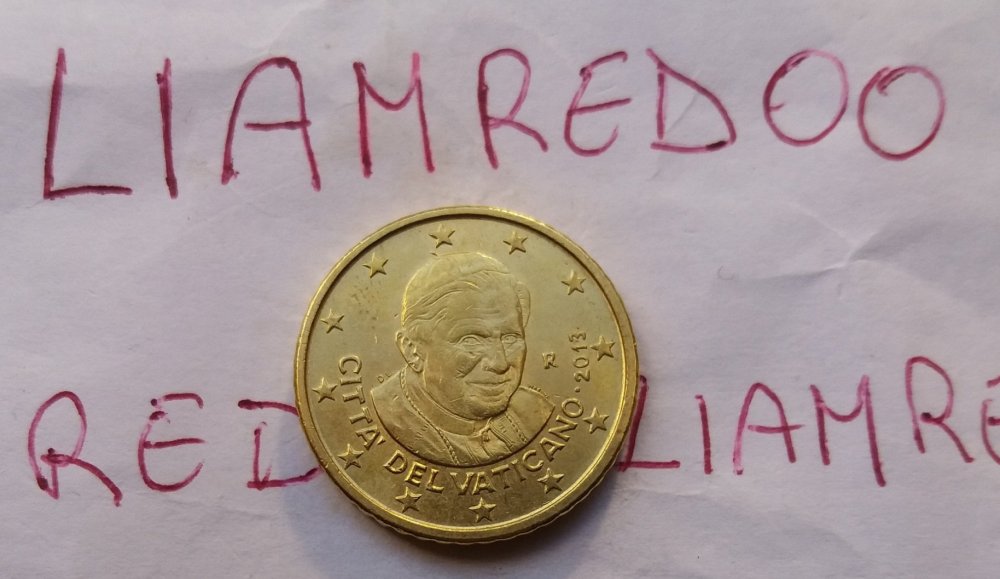 LIAMREDOO
CITTA' DEL VATICANO · 2013
R
RED LIAMRE